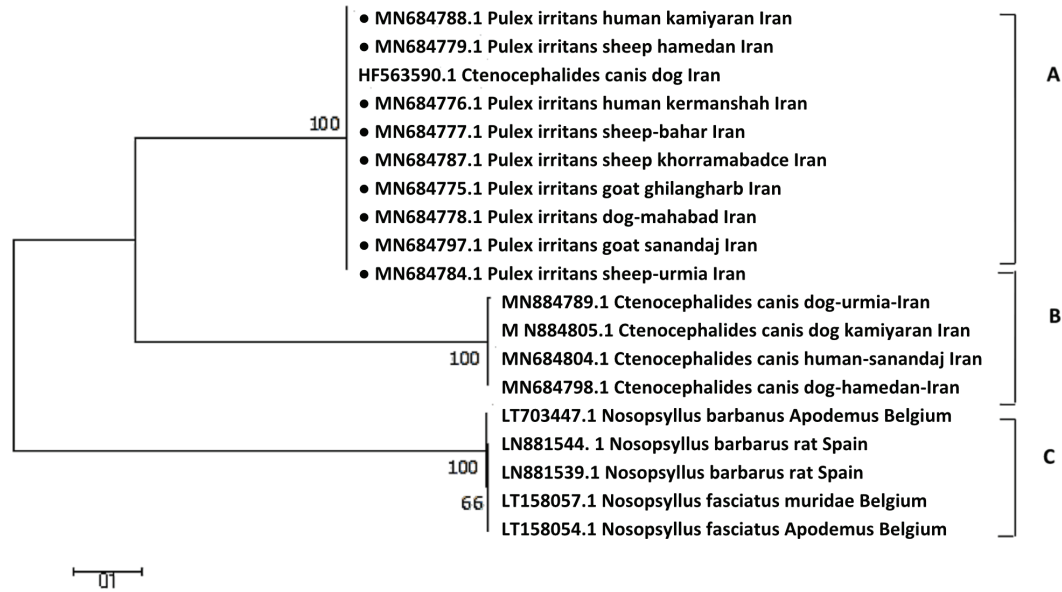 ● MN684788.1 Pulex irritans human kamiyaran Iran
● MN684779.1 Pulex irritans sheep hamedan Iran
HF563590.1 Ctenocephalides canis dog Iran
A
● MN684776.1 Pulex irritans human kermanshah Iran
100
● MN684777.1 Pulex irritans sheep-bahar Iran
● MN684787.1 Pulex irritans sheep khorramabadce Iran
● MN684775.1 Pulex irritans goat ghilangharb Iran
● MN684778.1 Pulex irritans dog-mahabad Iran
● MN684797.1 Pulex irritans goat sanandaj Iran
● MN684784.1 Pulex irritans sheep-urmia Iran
MN884789.1 Ctenocephalides canis dog-urmia-Iran
B
M N884805.1 Ctenocephalides canis dog kamiyaran Iran
100
MN684804.1 Ctenocephalides canis human-sanandaj Iran
MN684798.1 Ctenocephalides canis dog-hamedan-Iran
LT703447.1 Nosopsyllus barbanus Apodemus Belgium
LN881544. 1 Nosopsyllus barbarus rat Spain
C
100
LN881539.1 Nosopsyllus barbarus rat Spain
66
LT158057.1 Nosopsyllus fasciatus muridae Belgium
LT158054.1 Nosopsyllus fasciatus Apodemus Belgium
01